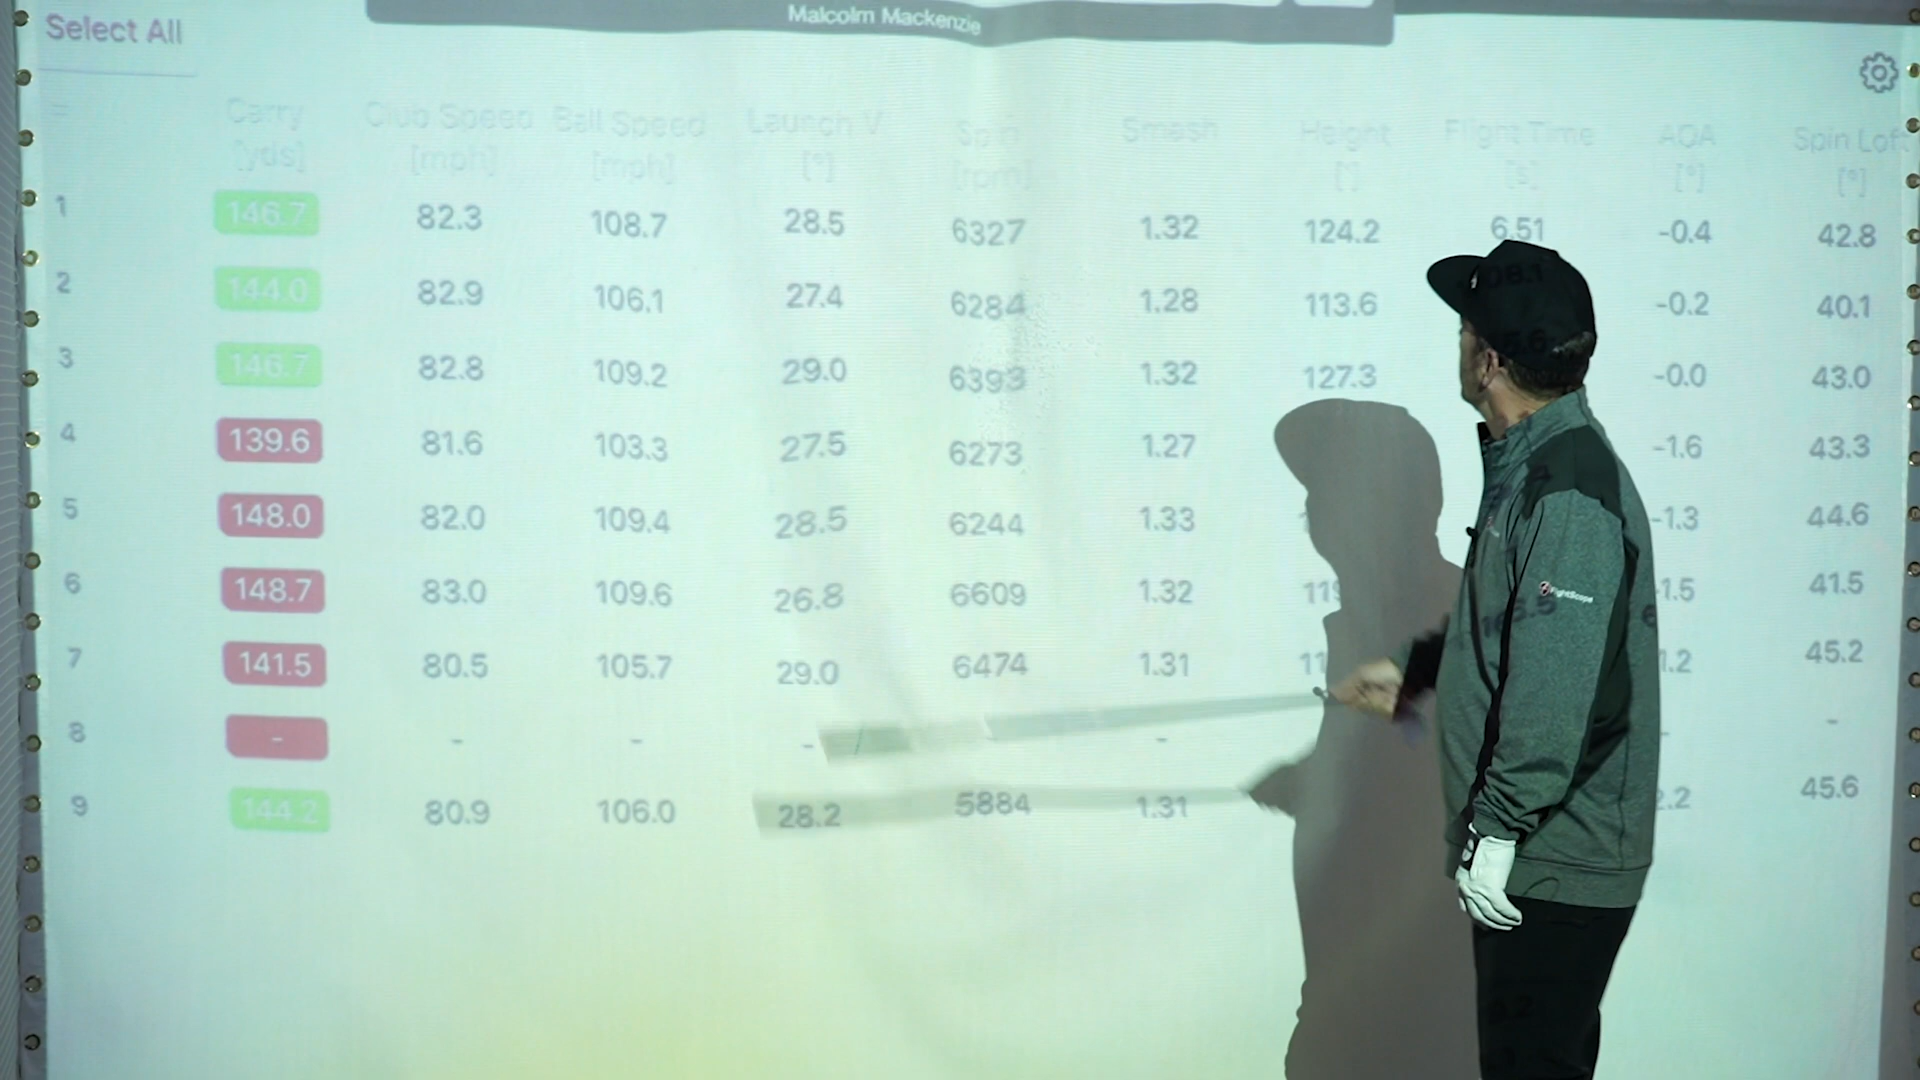 Malcolm Mackenzie
Select All
Carry Club Speed Ball Speed Launch V Spin Smash Height Flight Time AOA Spin Loft
[yds] [mph] [mph] [°] [rpm] ['] [s] [°] [°]
1 146.7 82.3 108.7 28.5 6327 1.32 124.2 6.51 -0.4 42.8
2 144.0 82.9 106.1 27.4 6284 1.28 113.6 -0.2 40.1
3 146.7 82.8 109.2 29.0 6393 1.32 127.3 -0.0 43.0
4 139.6 81.6 103.3 27.5 6273 1.27 -1.6 43.3
5 148.0 82.0 109.4 28.5 6244 1.33 -1.3 44.6
6 148.7 83.0 109.6 26.8 6609 1.32 1.5 41.5
7 141.5 80.5 105.7 29.0 6474 1.31 1.2 45.2
8 - - - - - - -
9 144.2 80.9 106.0 28.2 5884 1.31 2.2 45.6
FlightScope